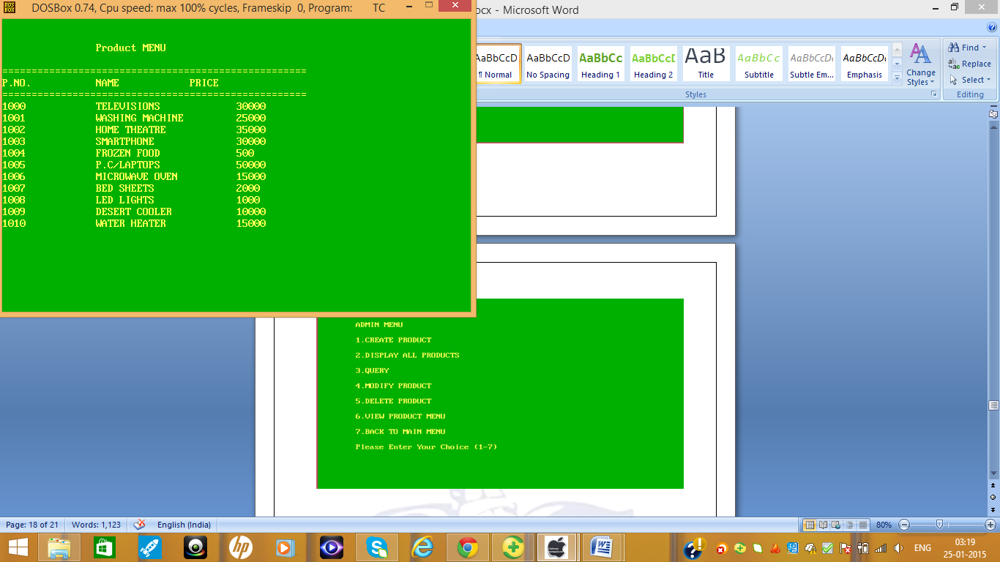 DOSBox 0.74, Cpu speed: max 100% cycles, Frameskip 0, Program: TC
ocx - Microsoft Word
Product MENU
====================================================
P.NO. NAME PRICE
====================================================
1000 TELEVISIONS 30000
1001 WASHING MACHINE 25000
1002 HOME THEATRE 35000
1003 SMARTPHONE 30000
1004 FROZEN FOOD 500
1005 P.C/LAPTOPS 50000
1006 MICROWAVE OVEN 15000
1007 BED SHEETS 2000
1008 LED LIGHTS 1000
1009 DESERT COOLER 10000
1010 WATER HEATER 15000
AaBbCcD AaBbCcD AaBbCc AaBbCcI AaB AaBbCc AaBbCcD AaBbCcD
¶ Normal No Spacing Heading 1 Heading 2 Title Subtitle Subtle Em... Emphasis
Change Styles
Styles
Find
Replace
Select
Editing
ADMIN MENU
1.CREATE PRODUCT
2.DISPLAY ALL PRODUCTS
3.QUERY
4.MODIFY PRODUCT
5.DELETE PRODUCT
6.VIEW PRODUCT MENU
7.BACK TO MAIN MENU
Please Enter Your Choice (1-7)
Page: 18 of 21 Words: 1,123 English (India) 80%
ENG
03:19
25-01-2015